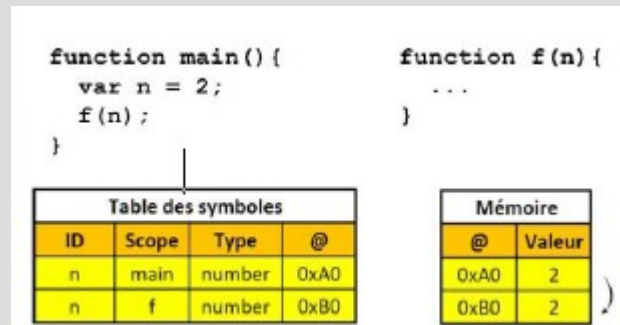 function main(){
var n = 2;
f(n);
}
function f(n){
...
}
Table des symboles
ID Scope Type @
n main number 0xA0
n f number 0xB0
Mémoire
@ Valeur
0xA0 2
0xB0 2